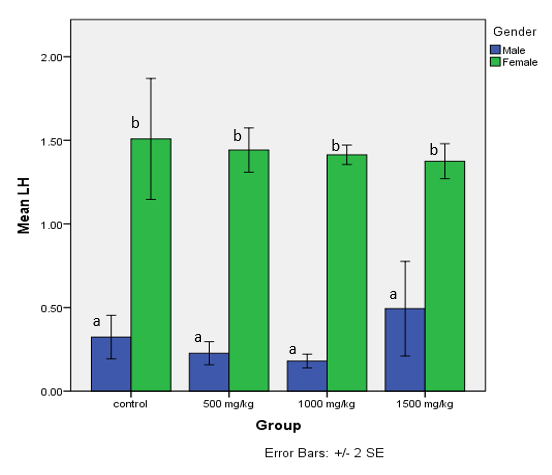 Gender
Male
Female
2.00
1.50
1.00
0.50
0.00
Mean LH
b
b
b
b
a
a
a
a
control
500 mg/kg
1000 mg/kg
1500 mg/kg
Group
Error Bars: +/- 2 SE